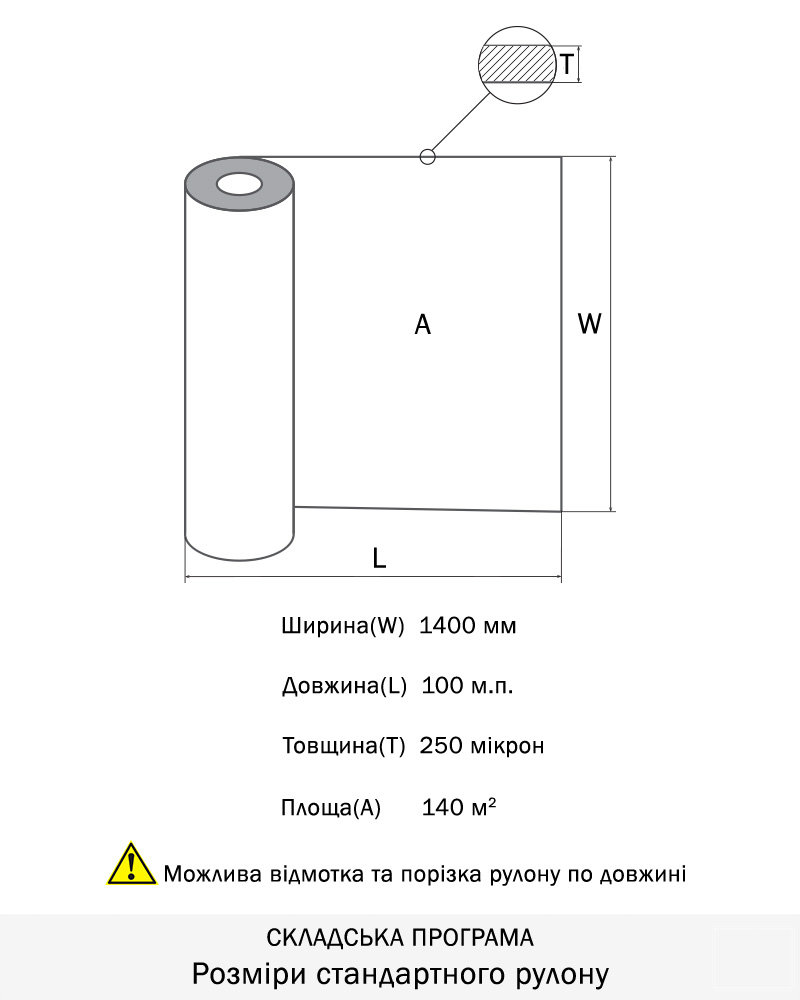 T
A
W
L
Ширина(W) 1400 мм
Довжина(L) 100 м.п.
Товщина(T) 250 мікрон
Площа(A) 140 м²
Можлива відмотка та порізка рулону по довжині
СКЛАДСЬКА ПРОГРАМА
Розміри стандартного рулону